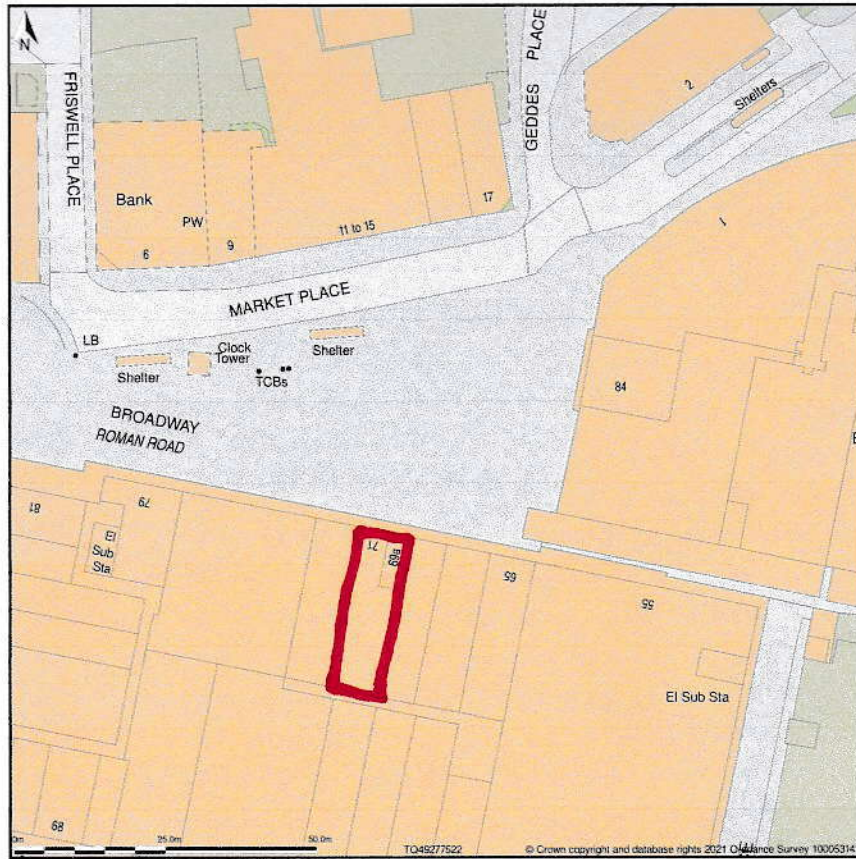 N
FRISWELL PLACE
GEDDES PLACE
2
Shelters
Bank
PW
6
9
11 to 15
17
1
MARKET PLACE
LB
Clock
Tower
Shelter
Shelter
TCBs
84
BROADWAY
ROMAN ROAD
81
79
El
Sub
Sta
71
69a
65
55
El Sub Sta
68
0m
25.0m
50.0m
TQ49277522
© Crown copyright and database rights 2021 Ordnance Survey 10005314